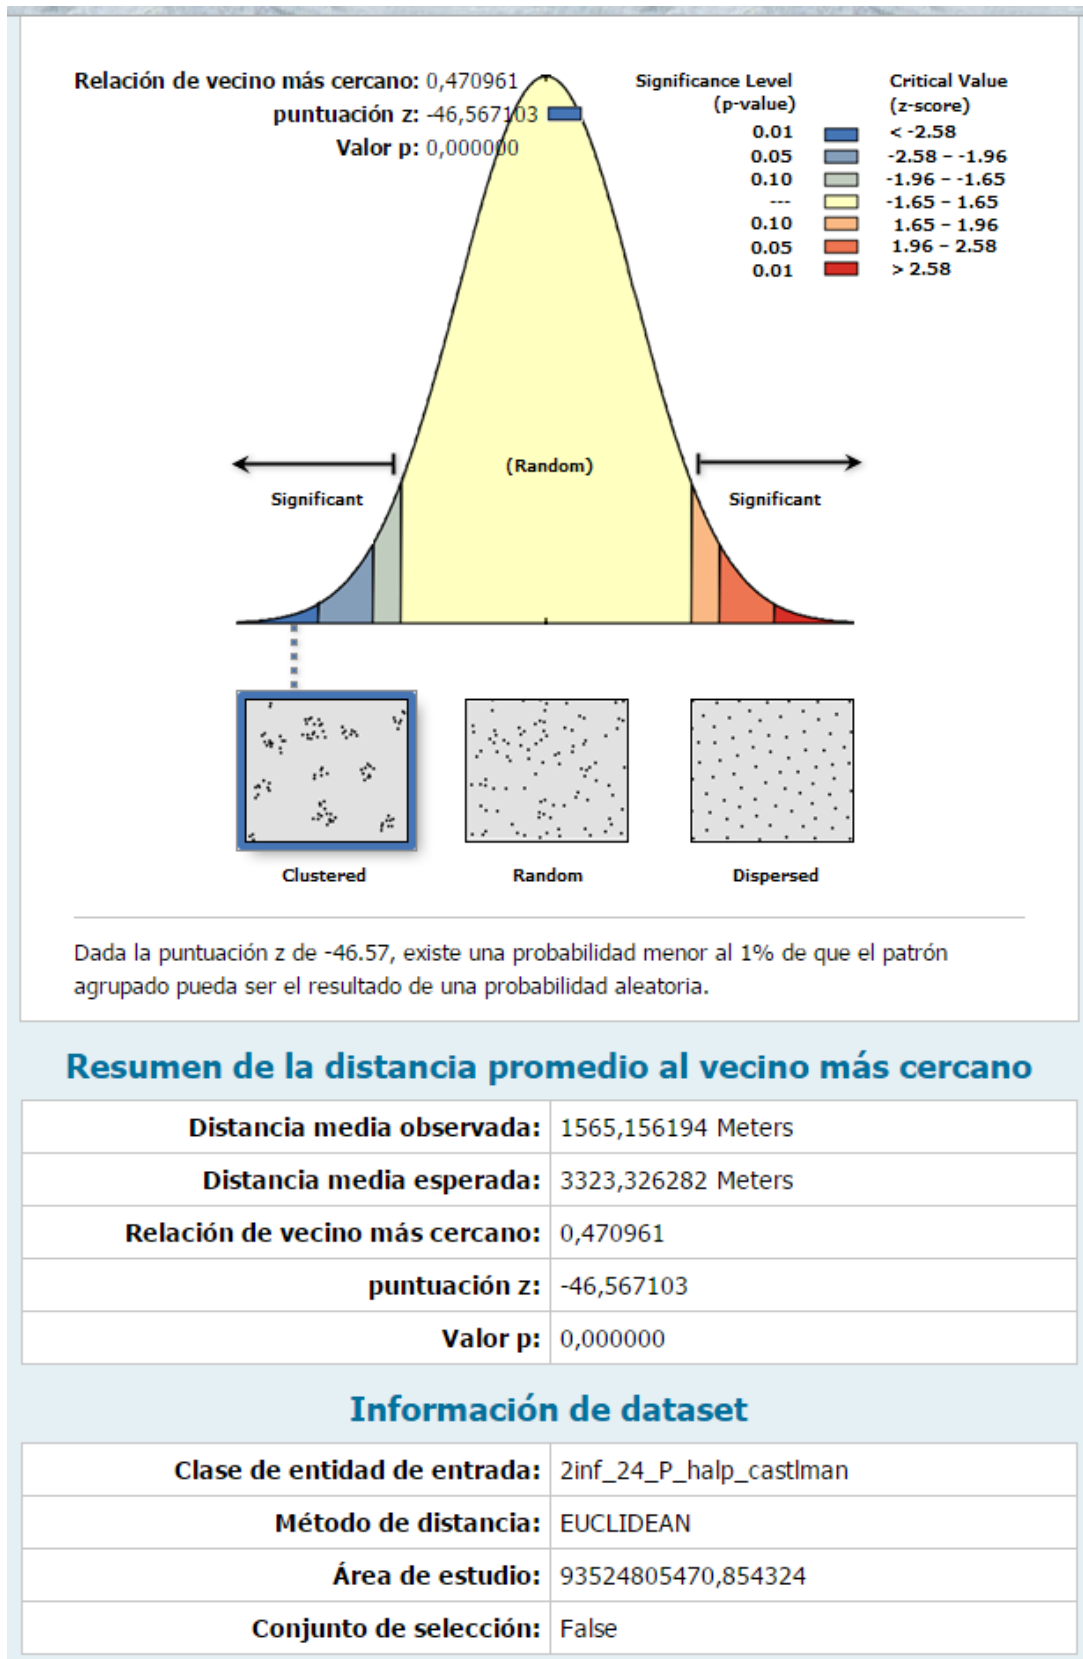 Relación de vecino más cercano: 0,470961
puntuación z: -46,567103
Valor p: 0,000000
Significance Level (p-value) Critical Value (z-score)
0.01 < -2.58
0.05 -2.58 – -1.96
0.10 -1.96 – -1.65
--- -1.65 – 1.65
0.10 1.65 – 1.96
0.05 1.96 – 2.58
0.01 > 2.58
(Random)
Significant Significant
Clustered Random Dispersed
Dada la puntuación z de -46.57, existe una probabilidad menor al 1% de que el patrón
agrupado pueda ser el resultado de una probabilidad aleatoria.
Resumen de la distancia promedio al vecino más cercano
Distancia media observada: 1565,156194 Meters
Distancia media esperada: 3323,326282 Meters
Relación de vecino más cercano: 0,470961
puntuación z: -46,567103
Valor p: 0,000000
Información de dataset
Clase de entidad de entrada: 2inf_24_P_halp_castlman
Método de distancia: EUCLIDEAN
Área de estudio: 93524805470,854324
Conjunto de selección: False